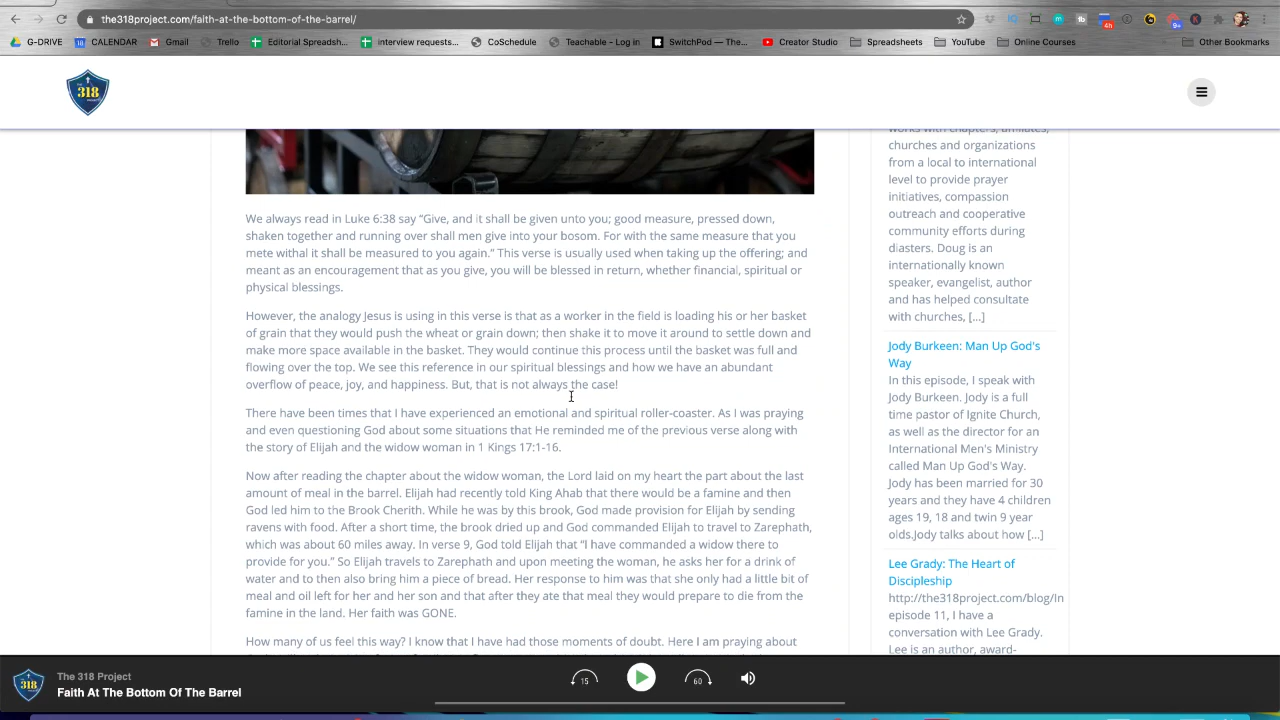 the318project.com/faith-at-the-bottom-of-the-barrel/
4h
9+
G-DRIVE
CALENDAR
Gmail
Trello
Editorial Spreadsh...
interview requests...
CoSchedule
Teachable - Log in
SwitchPod — The...
Creator Studio
Spreadsheets
YouTube
Online Courses
Other Bookmarks
THE
318
PROJECT
We always read in Luke 6:38 say “Give, and it shall be given unto you; good measure, pressed down,
shaken together and running over shall men give into your bosom. For with the same measure that you
mete withal it shall be measured to you again.” This verse is usually used when taking up the offering; and
meant as an encouragement that as you give, you will be blessed in return, whether financial, spiritual or
physical blessings.
However, the analogy Jesus is using in this verse is that as a worker in the field is loading his or her basket
of grain that they would push the wheat or grain down; then shake it to move it around to settle down and
make more space available in the basket. They would continue this process until the basket was full and
flowing over the top. We see this reference in our spiritual blessings and how we have an abundant
overflow of peace, joy, and happiness. But, that is not always the case!
There have been times that I have experienced an emotional and spiritual roller-coaster. As I was praying
and even questioning God about some situations that He reminded me of the previous verse along with
the story of Elijah and the widow woman in 1 Kings 17:1-16.
Now after reading the chapter about the widow woman, the Lord laid on my heart the part about the last
amount of meal in the barrel. Elijah had recently told King Ahab that there would be a famine and then
God led him to the Brook Cherith. While he was by this brook, God made provision for Elijah by sending
ravens with food. After a short time, the brook dried up and God commanded Elijah to travel to Zarephath,
which was about 60 miles away. In verse 9, God told Elijah that “I have commanded a widow there to
provide for you.” So Elijah travels to Zarephath and upon meeting the woman, he asks her for a drink of
water and to then also bring him a piece of bread. Her response to him was that she only had a little bit of
meal and oil left for her and her son and that after they ate that meal they would prepare to die from the
famine in the land. Her faith was GONE.
How many of us feel this way? I know that I have had those moments of doubt. Here I am praying about
works with chapters, affiliates,
churches and organizations
from a local to international
level to provide prayer
initiatives, compassion
outreach and cooperative
community efforts during
diasters. Doug is an
internationally known
speaker, evangelist, author
and has helped consultate
with churches, [...]
Jody Burkeen: Man Up God's
Way
In this episode, I speak with
Jody Burkeen. Jody is a full
time pastor of Ignite Church,
as well as the director for an
International Men's Ministry
called Man Up God's Way.
Jody has been married for 30
years and they have 4 children
ages 19, 18 and twin 9 year
olds.Jody talks about how [...]
Lee Grady: The Heart of
Discipleship
http://the318project.com/blog/In
episode 11, I have a
conversation with Lee Grady.
Lee is an author, award-
318
The 318 Project
Faith At The Bottom Of The Barrel
15
60